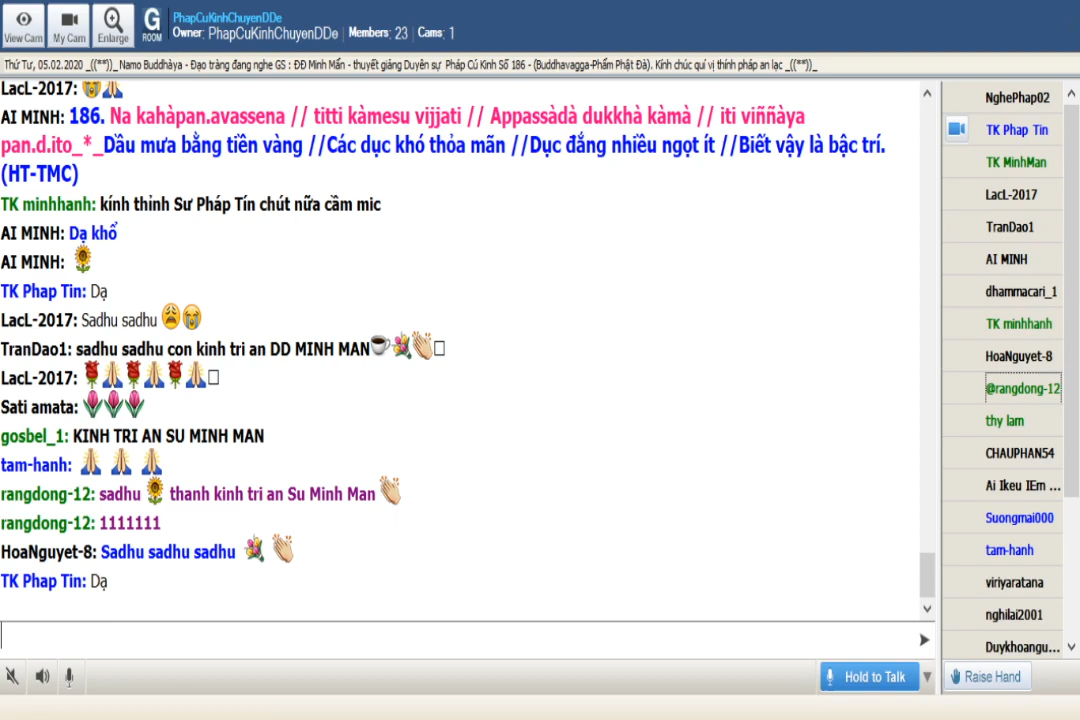 PhapCuKinhChuyenDDe
G
ROOM
Owner: PhapCuKinhChuyenDDe | Members: 23 | Cams: 1
View Cam My Cam Enlarge
Thứ Tư, 05.02.2020 _((**))_ Namo Buddhàya - Đạo tràng đang nghe GS : ĐĐ Minh Mẫn - thuyết giảng Duyên sự Pháp Cú Kinh Số 186 - (Buddhavagga-Phẩm Phật Đà). Kính chúc quí vị thính pháp an lạc _((**))_
LacL-2017:
AI MINH: 186. Na kahàpan.avassena // titti kàmesu vijjati // Appassàdà dukkhà kàmà // iti viññàya
pan.d.ito_*_Dầu mưa bằng tiền vàng //Các dục khó thỏa mãn //Dục đắng nhiều ngọt ít //Biết vậy là bậc trí.
(HT-TMC)
TK minhhanh: kính thỉnh Sư Pháp Tín chút nữa cầm mic
AI MINH: Dạ khổ
AI MINH:
TK Phap Tin: Dạ
LacL-2017: Sadhu sadhu
TranDao1: sadhu sadhu con kinh tri an DD MINH MAN
LacL-2017:
Sati amata:
gosbel_1: KINH TRI AN SU MINH MAN
tam-hanh:
rangdong-12: sadhu thanh kinh tri an Su Minh Man
rangdong-12: 1111111
HoaNguyet-8: Sadhu sadhu sadhu
TK Phap Tin: Dạ
Hold to Talk
NghePhap02
TK Phap Tin
TK MinhMan
LacL-2017
TranDao1
AI MINH
dhammacari_1
TK minhhanh
HoaNguyet-8
@rangdong-12
thy lam
CHAUPHAN54
Ai Ikeu IEm ...
Suongmai000
tam-hanh
viriyaratana
nghilai2001
Duykhoangu...
Raise Hand